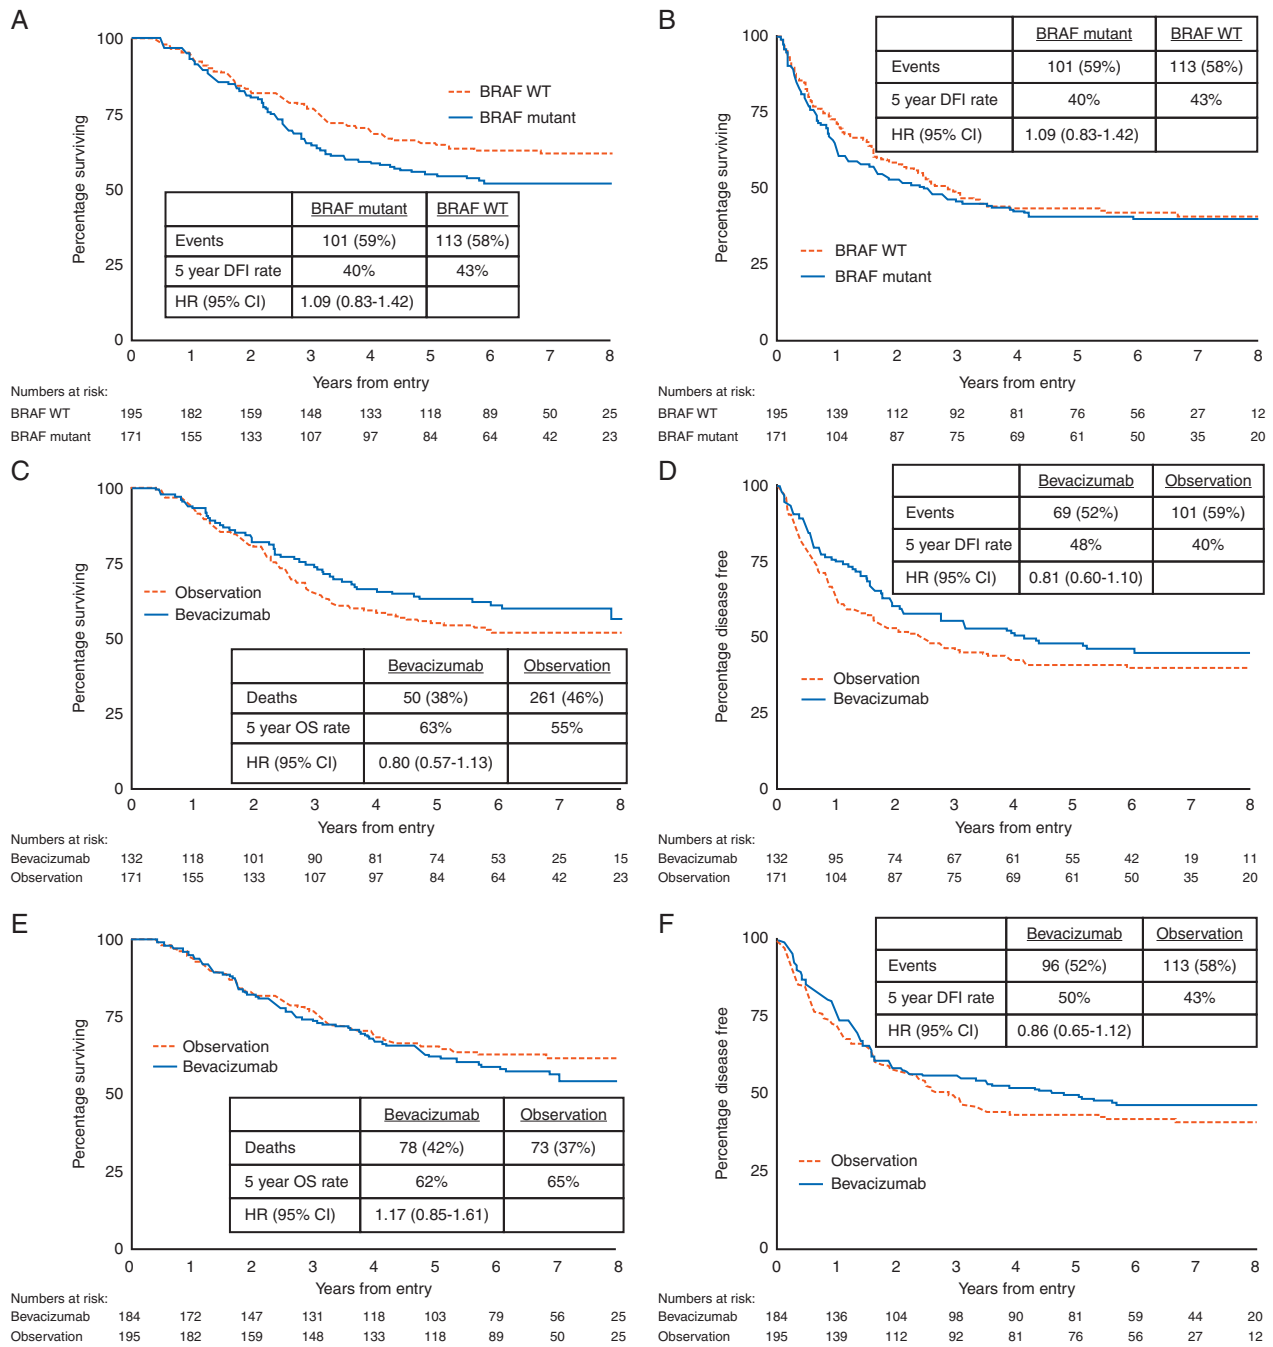 A
100
75
50
25
0
Percentage surviving
BRAF WT
BRAF mutant
BRAF mutant BRAF WT
Events 101 (59%) 113 (58%)
5 year DFI rate 40% 43%
HR (95% CI) 1.09 (0.83-1.42)
0 1 2 3 4 5 6 7 8
Years from entry
Numbers at risk:
BRAF WT 195 182 159 148 133 118 89 50 25
BRAF mutant 171 155 133 107 97 84 64 42 23
B
100
75
50
25
0
Percentage surviving
BRAF mutant BRAF WT
Events 101 (59%) 113 (58%)
5 year DFI rate 40% 43%
HR (95% CI) 1.09 (0.83-1.42)
BRAF WT
BRAF mutant
0 1 2 3 4 5 6 7 8
Years from entry
Numbers at risk:
BRAF WT 195 139 112 92 81 76 56 27 12
BRAF mutant 171 104 87 75 69 61 50 35 20
C
100
75
50
25
0
Percentage surviving
Observation
Bevacizumab
Bevacizumab Observation
Deaths 50 (38%) 261 (46%)
5 year OS rate 63% 55%
HR (95% CI) 0.80 (0.57-1.13)
0 1 2 3 4 5 6 7 8
Years from entry
Numbers at risk:
Bevacizumab 132 118 101 90 81 74 53 25 15
Observation 171 155 133 107 97 84 64 42 23
D
100
75
50
25
0
Percentage disease free
Bevacizumab Observation
Events 69 (52%) 101 (59%)
5 year DFI rate 48% 40%
HR (95% CI) 0.81 (0.60-1.10)
Observation
Bevacizumab
0 1 2 3 4 5 6 7 8
Years from entry
Numbers at risk:
Bevacizumab 132 95 74 67 61 55 42 19 11
Observation 171 104 87 75 69 61 50 35 20
E
100
75
50
25
0
Percentage surviving
Observation
Bevacizumab
Bevacizumab Observation
Deaths 78 (42%) 73 (37%)
5 year OS rate 62% 65%
HR (95% CI) 1.17 (0.85-1.61)
0 1 2 3 4 5 6 7 8
Years from entry
Numbers at risk:
Bevacizumab 184 172 147 131 118 103 79 56 25
Observation 195 182 159 148 133 118 89 50 25
F
100
75
50
25
0
Percentage disease free
Bevacizumab Observation
Events 96 (52%) 113 (58%)
5 year DFI rate 50% 43%
HR (95% CI) 0.86 (0.65-1.12)
Observation
Bevacizumab
0 1 2 3 4 5 6 7 8
Years from entry
Numbers at risk:
Bevacizumab 184 136 104 98 90 81 59 44 20
Observation 195 139 112 92 81 76 56 27 12